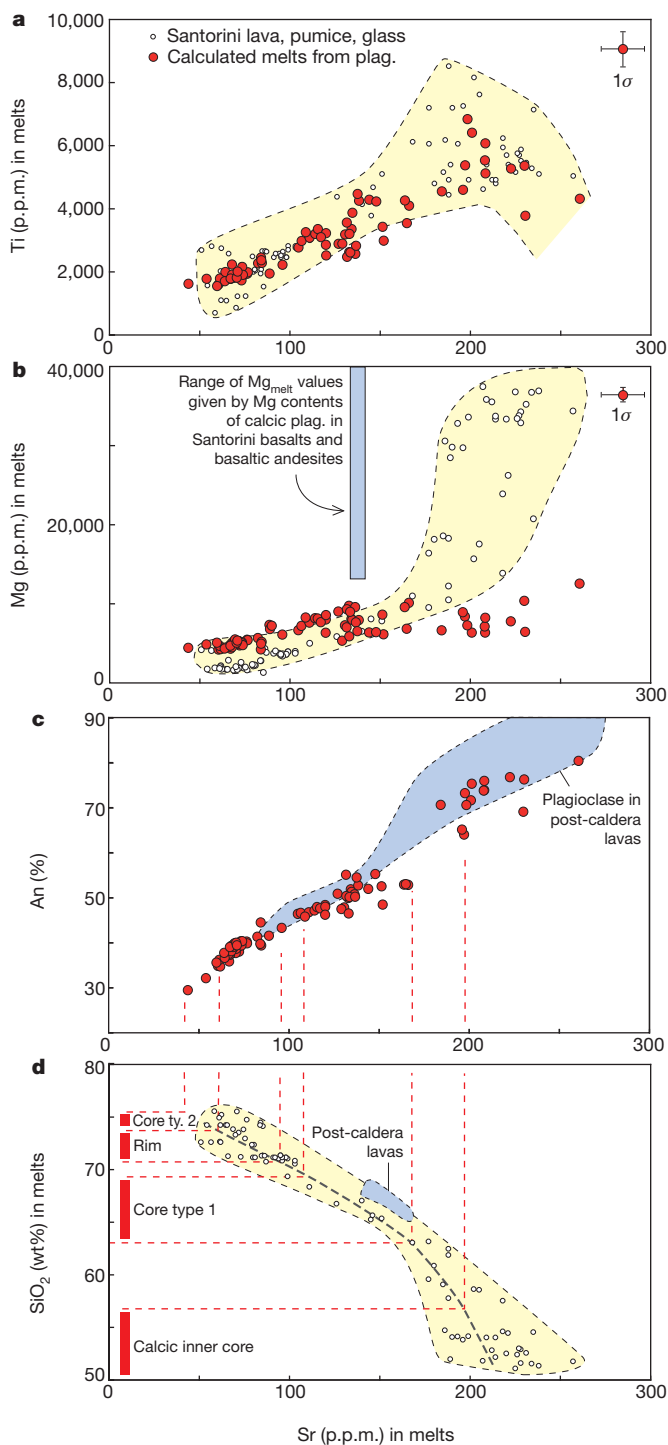 a
10,000
8,000
6,000
4,000
2,000
0
Ti (p.p.m.) in melts
Santorini lava, pumice, glass
Calculated melts from plag.
1σ
0
100
200
300
b
40,000
20,000
0
Mg (p.p.m.) in melts
Range of Mgmelt values
given by Mg contents
of calcic plag. in
Santorini basalts and
basaltic andesites
1σ
0
100
200
300
c
90
70
50
30
An (%)
Plagioclase in
post-caldera
lavas
0
100
200
300
d
80
70
60
50
SiO2 (wt%) in melts
Core ty. 2
Rim
Core type 1
Calcic inner core
Post-caldera
lavas
0
100
200
300
Sr (p.p.m.) in melts